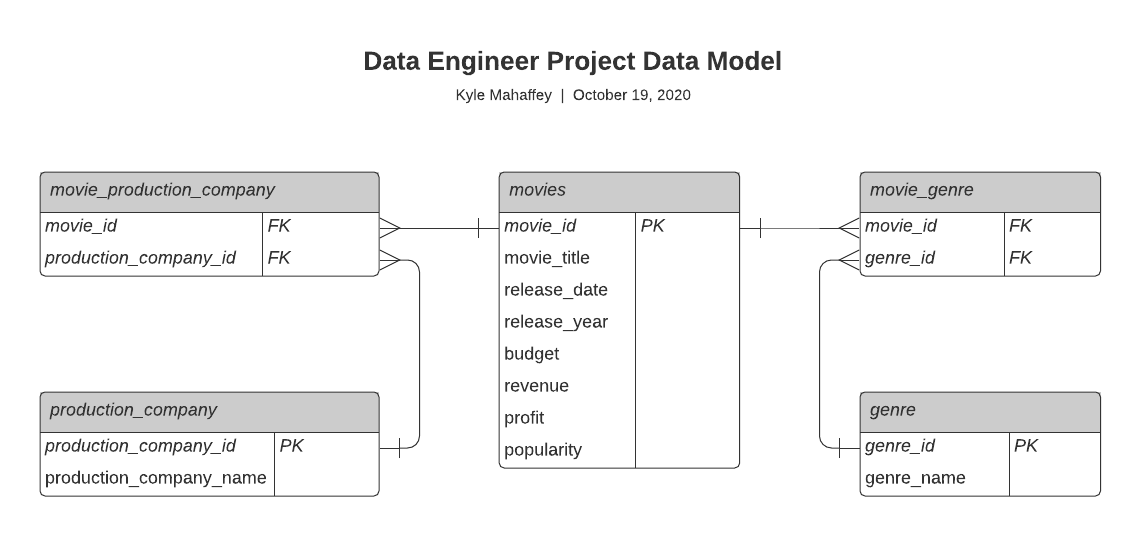 Data Engineer Project Data Model
Kyle Mahaffey | October 19, 2020
movie_production_company
movie_id FK
production_company_id FK
production_company
production_company_id PK
production_company_name
movies
movie_id PK
movie_title
release_date
release_year
budget
revenue
profit
popularity
movie_genre
movie_id FK
genre_id FK
genre
genre_id PK
genre_name